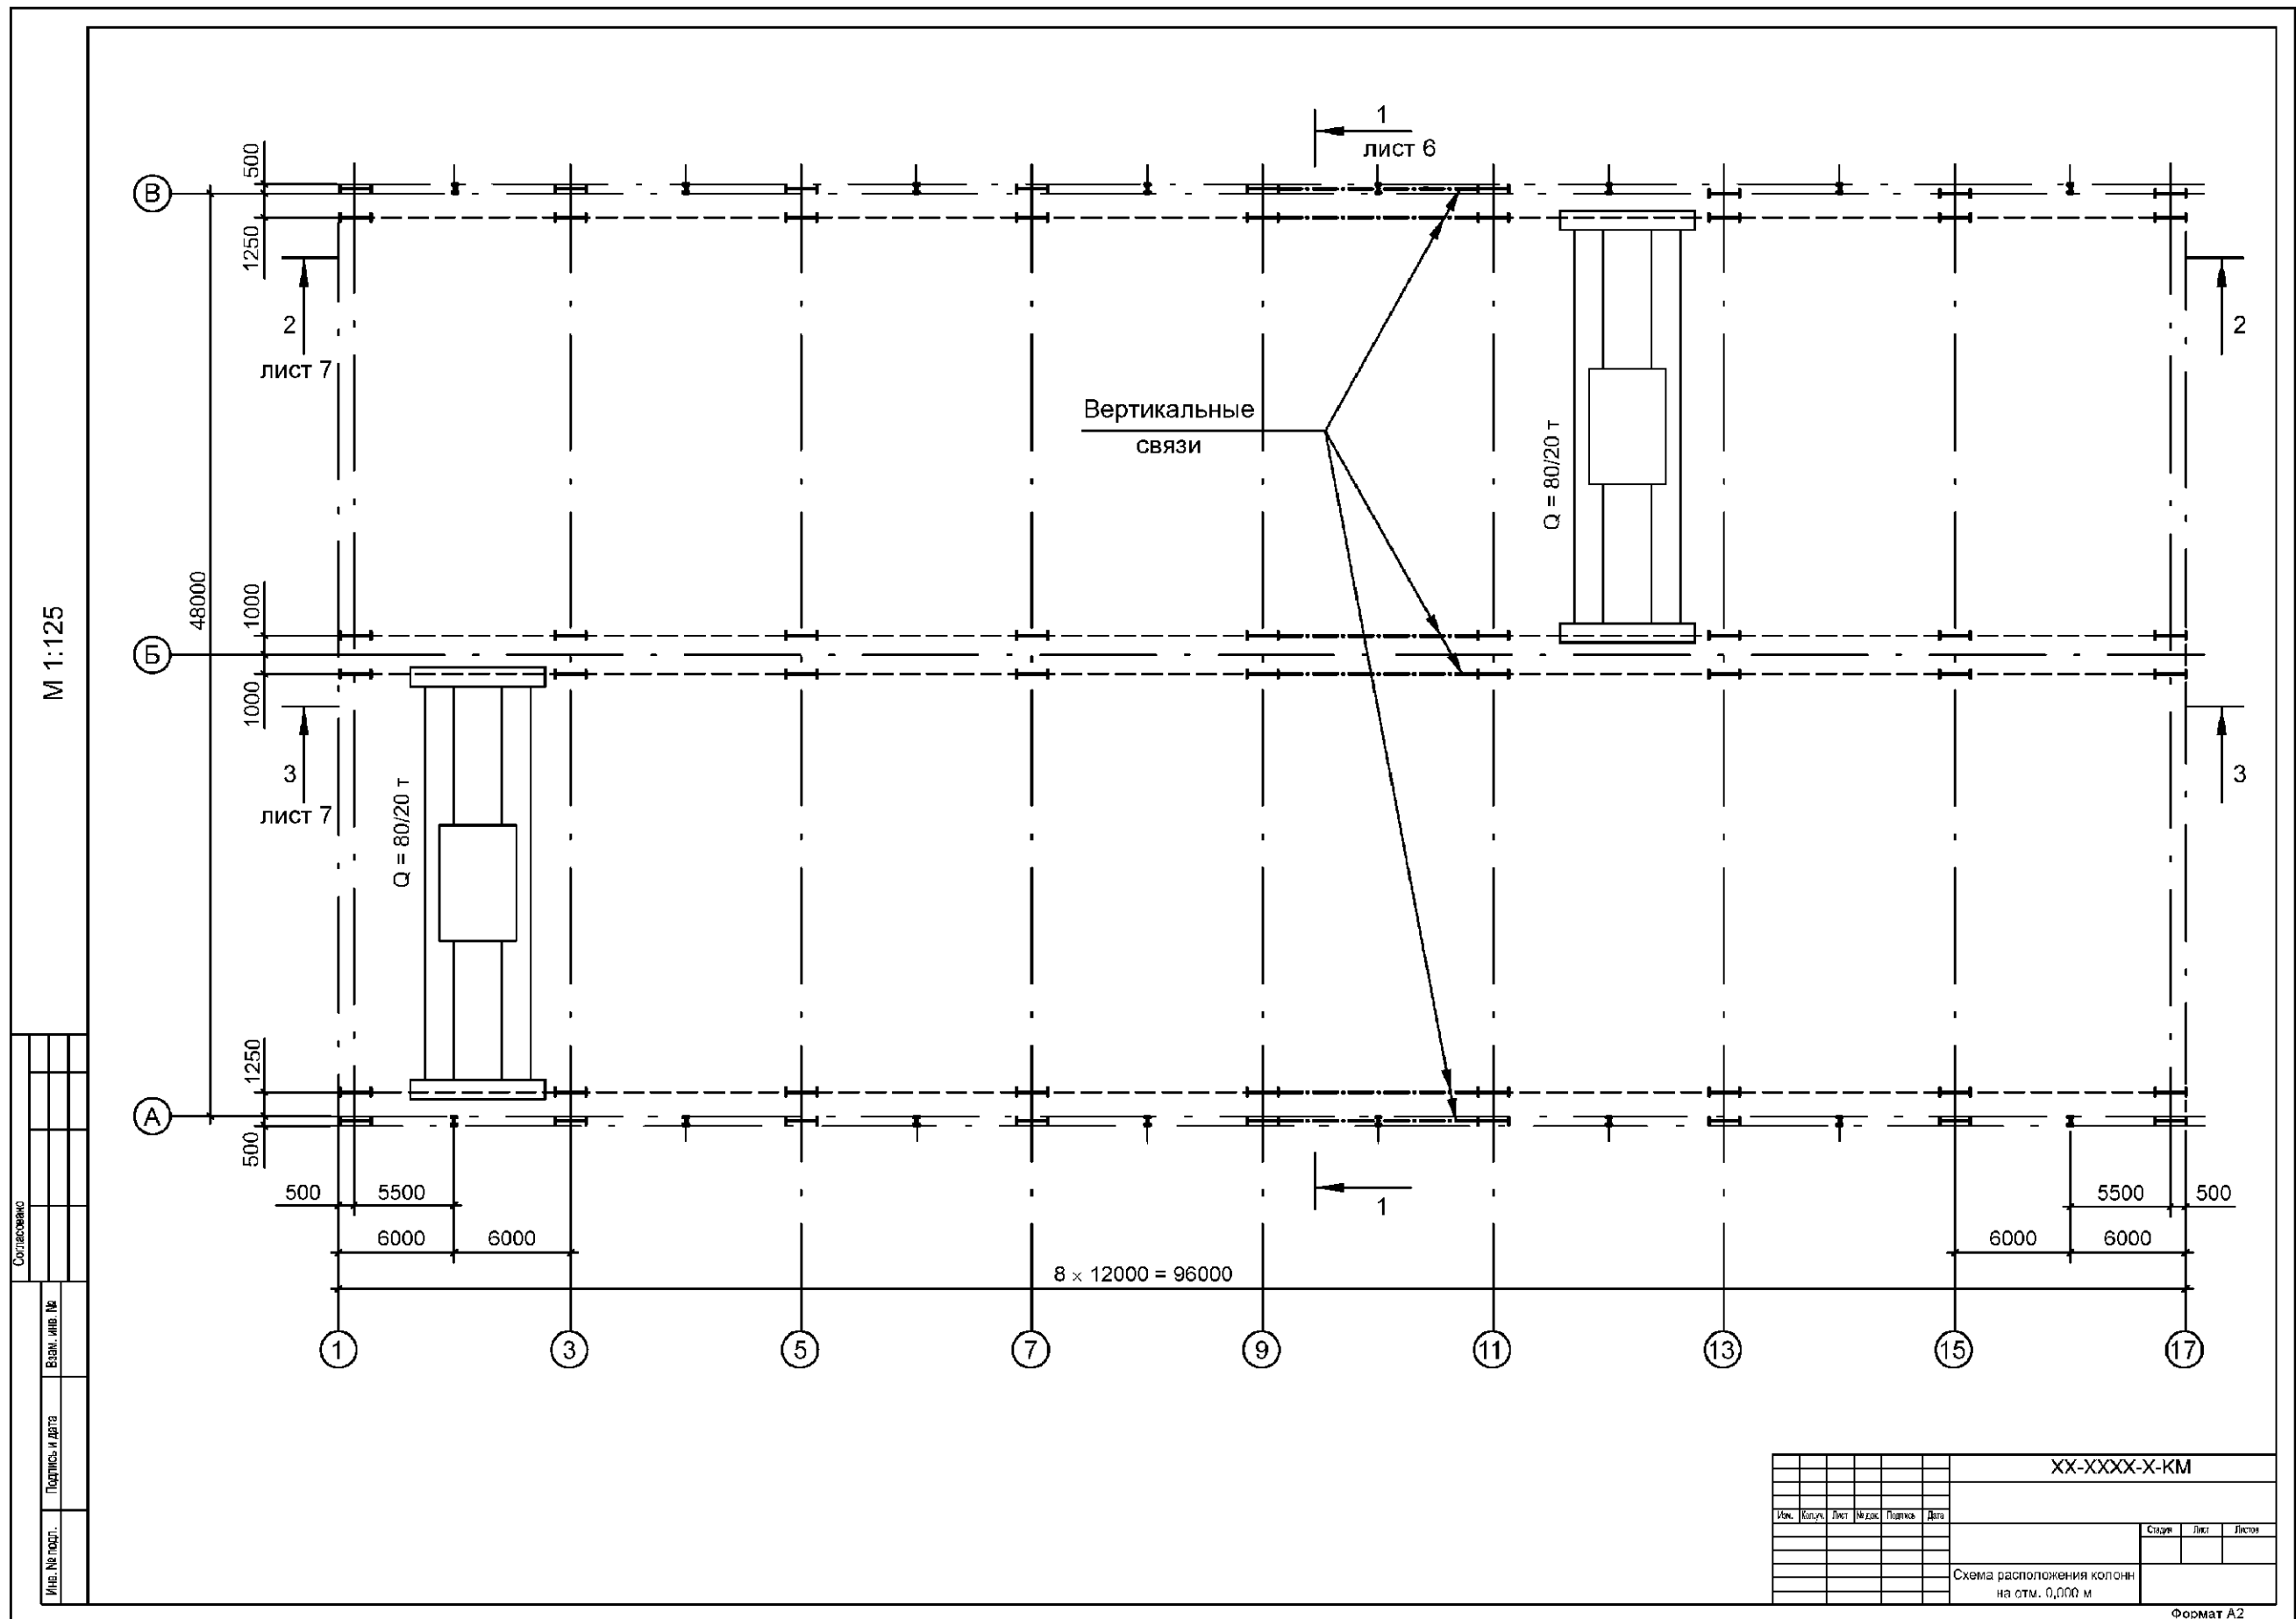 1
лист 6
500
В
1250
2
лист 7
2
Вертикальные
связи
Q = 80/20 т
48000
1000
Б
1000
М 1:125
3
лист 7
3
Q = 80/20 т
1250
А
500
1
500
5500
5500
500
6000
6000
6000
6000
8 × 12000 = 96000
1
3
5
7
9
11
13
15
17
Согласовано
Взам. инв. №
Подпись и дата
Инв. № подл.
ХХ-ХХХХ-Х-КМ
Изм.
Кол.уч.
Лист
№ док.
Подпись
Дата
Стадия
Лист
Листов
Схема расположения колонн
на отм. 0,000 м
Формат А2